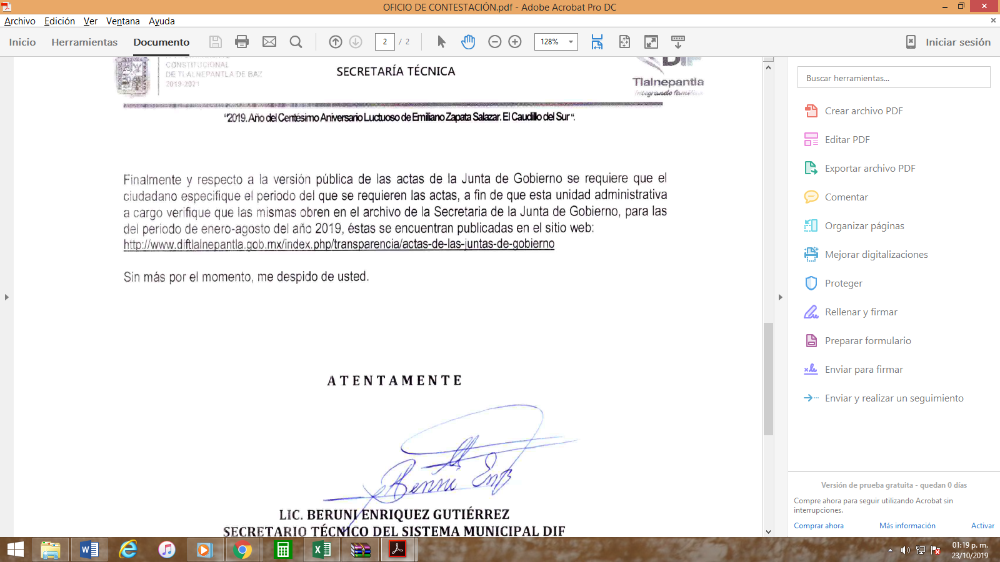 OFICIO DE CONTESTACIÓN.pdf - Adobe Acrobat Pro DC
Archivo Edición Ver Ventana Ayuda
Inicio Herramientas Documento 2 / 2 128% Iniciar sesión
CONSTITUCIONAL
DE TLALNEPANTLA DE BAZ
2019-2021
SECRETARÍA TÉCNICA
DIF
Tlalnepantla
Integrando familias
“2019. Año del Centésimo Aniversario Luctuoso de Emiliano Zapata Salazar. El Caudillo del Sur“.
Finalmente y respecto a la versión pública de las actas de la Junta de Gobierno se requiere que el
ciudadano especifique el periodo del que se requieren las actas, a fin de que esta unidad administrativa
a cargo verifique que las mismas obren en el archivo de la Secretaria de la Junta de Gobierno, para las
del periodo de enero-agosto del año 2019, éstas se encuentran publicadas en el sitio web:
http://www.diftlalnepantla.gob.mx/index.php/transparencia/actas-de-las-juntas-de-gobierno
Sin más por el momento, me despido de usted.
ATENTAMENTE
LIC. BERUNI ENRIQUEZ GUTIÉRREZ
SECRETARIO TÉCNICO DEL SISTEMA MUNICIPAL DIF
Buscar herramientas...
Crear archivo PDF
Editar PDF
Exportar archivo PDF
Comentar
Organizar páginas
Mejorar digitalizaciones
Proteger
Rellenar y firmar
Preparar formulario
Enviar para firmar
Enviar y realizar un seguimiento
Versión de prueba gratuita - quedan 0 días
Compre ahora para seguir utilizando Acrobat sin
interrupciones.
Comprar ahora Más información Activar
01:19 p. m.
23/10/2019